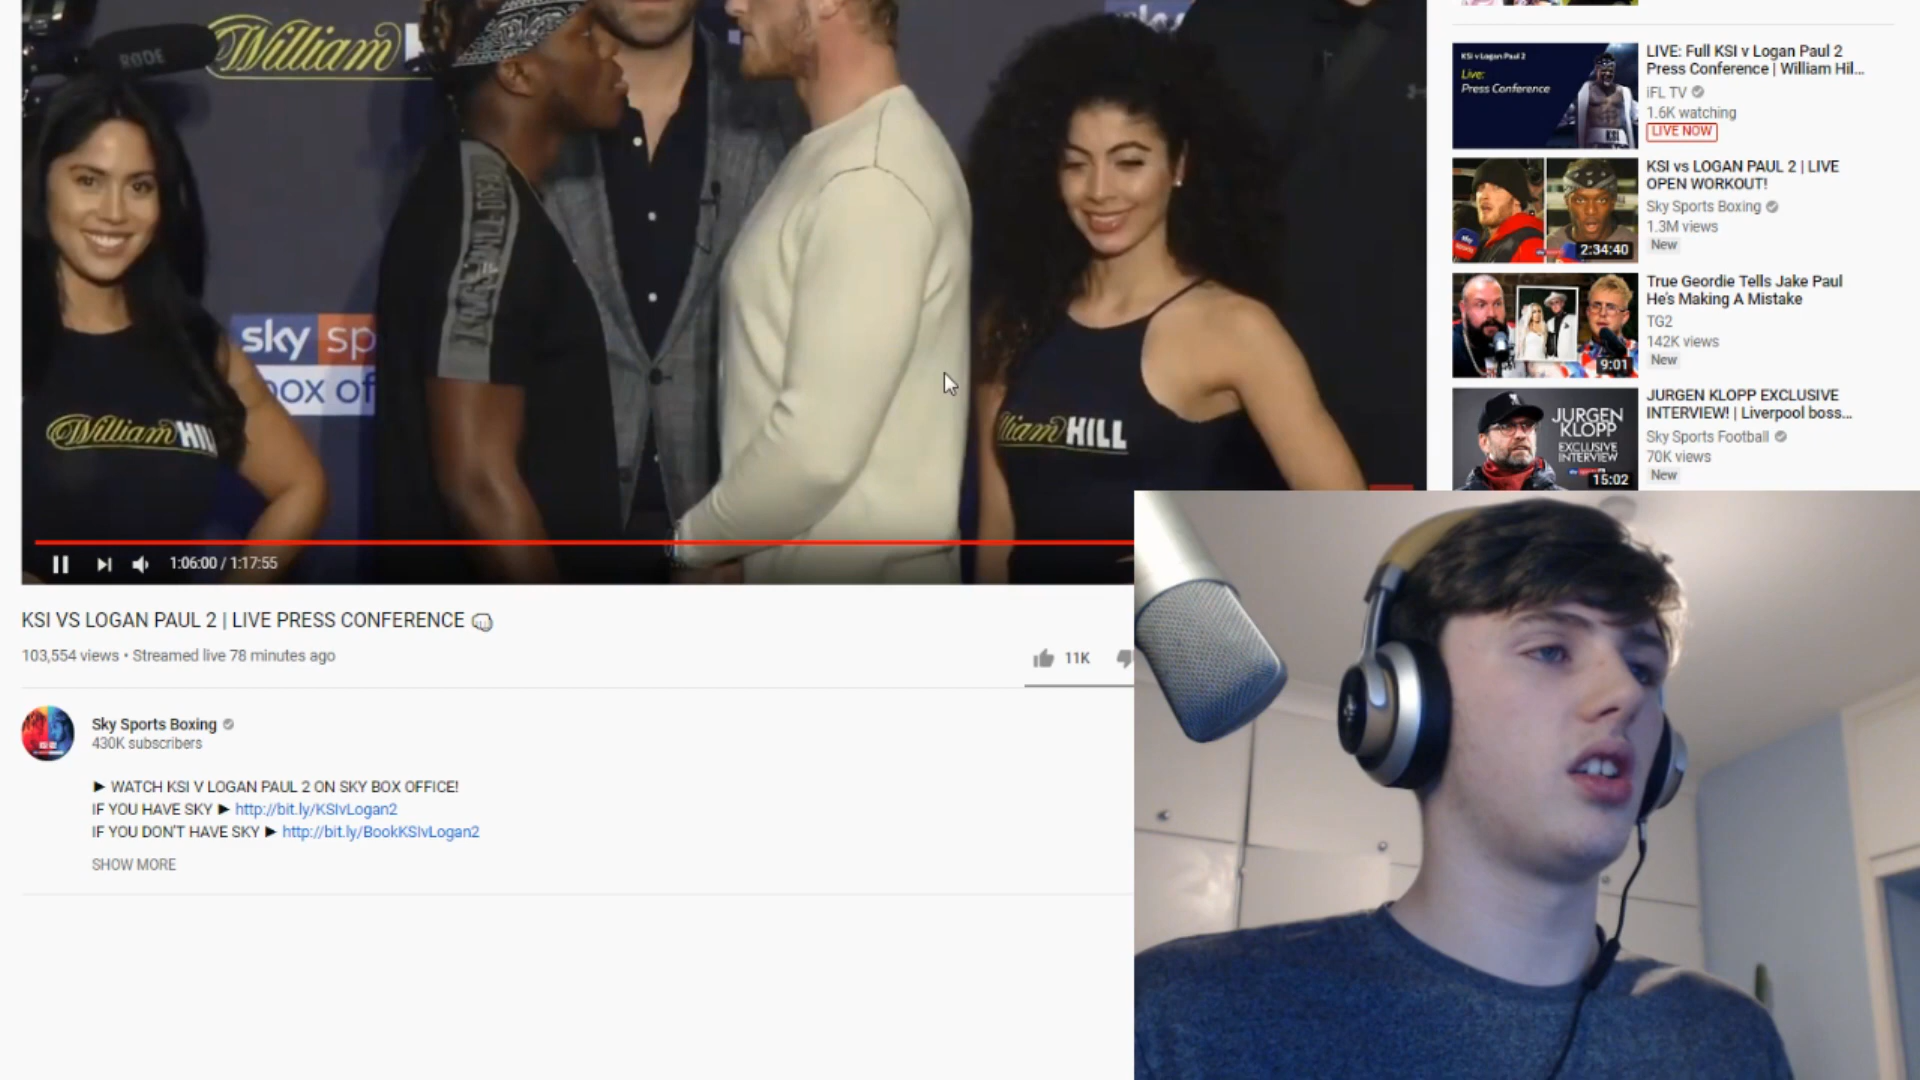 RØDE
William H
sky sp
box of
William HILL
liam HILL
1:06:00 / 1:17:55
KSI VS LOGAN PAUL 2 | LIVE PRESS CONFERENCE
103,554 views • Streamed live 78 minutes ago
11K
Sky Sports Boxing
430K subscribers
► WATCH KSI V LOGAN PAUL 2 ON SKY BOX OFFICE!
IF YOU HAVE SKY ► http://bit.ly/KSIvLogan2
IF YOU DON'T HAVE SKY ► http://bit.ly/BookKSIvLogan2
SHOW MORE
KSI v Logan Paul 2
Live:
Press Conference
KSI
LIVE: Full KSI v Logan Paul 2
Press Conference | William Hil...
iFL TV
1.6K watching
LIVE NOW
2:34:40
KSI vs LOGAN PAUL 2 | LIVE
OPEN WORKOUT!
Sky Sports Boxing
1.3M views
New
9:01
True Geordie Tells Jake Paul
He's Making A Mistake
TG2
142K views
New
JURGEN
KLOPP
EXCLUSIVE
INTERVIEW
15:02
JURGEN KLOPP EXCLUSIVE
INTERVIEW! | Liverpool boss...
Sky Sports Football
70K views
New